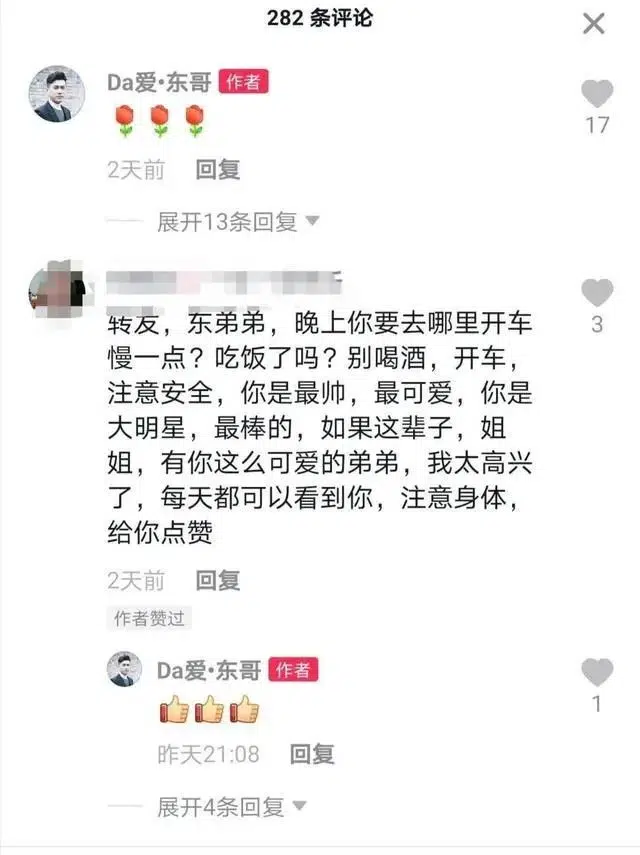 282 条评论
Da爱·东哥 作者
🌹🌹🌹
17
2天前 回复
展开13条回复
转友，东弟弟，晚上你要去哪里开车
慢一点？吃饭了吗？别喝酒，开车，
注意安全，你是最帅，最可爱，你是
大明星，最棒的，如果这辈子，姐
姐，有你这么可爱的弟弟，我太高兴
了，每天都可以看到你，注意身体，
给你点赞
3
2天前 回复
作者赞过
Da爱·东哥 作者
👍👍👍
1
昨天21:08 回复
展开4条回复